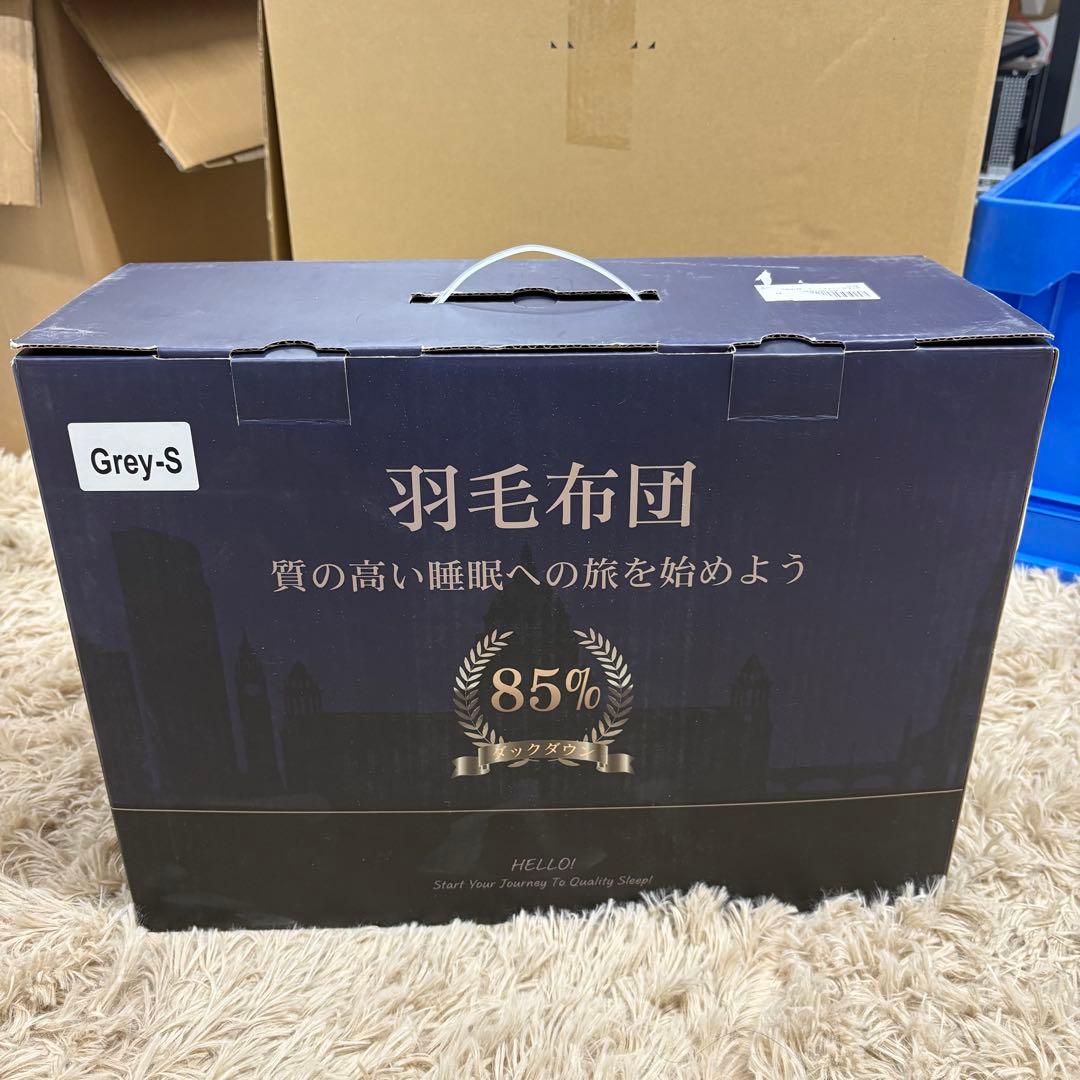 Grey-S
羽毛布団
質の高い睡眠への旅を始めよう
85%
ダックダウン
HELLO!
Start Your Journey To Quality Sleep!